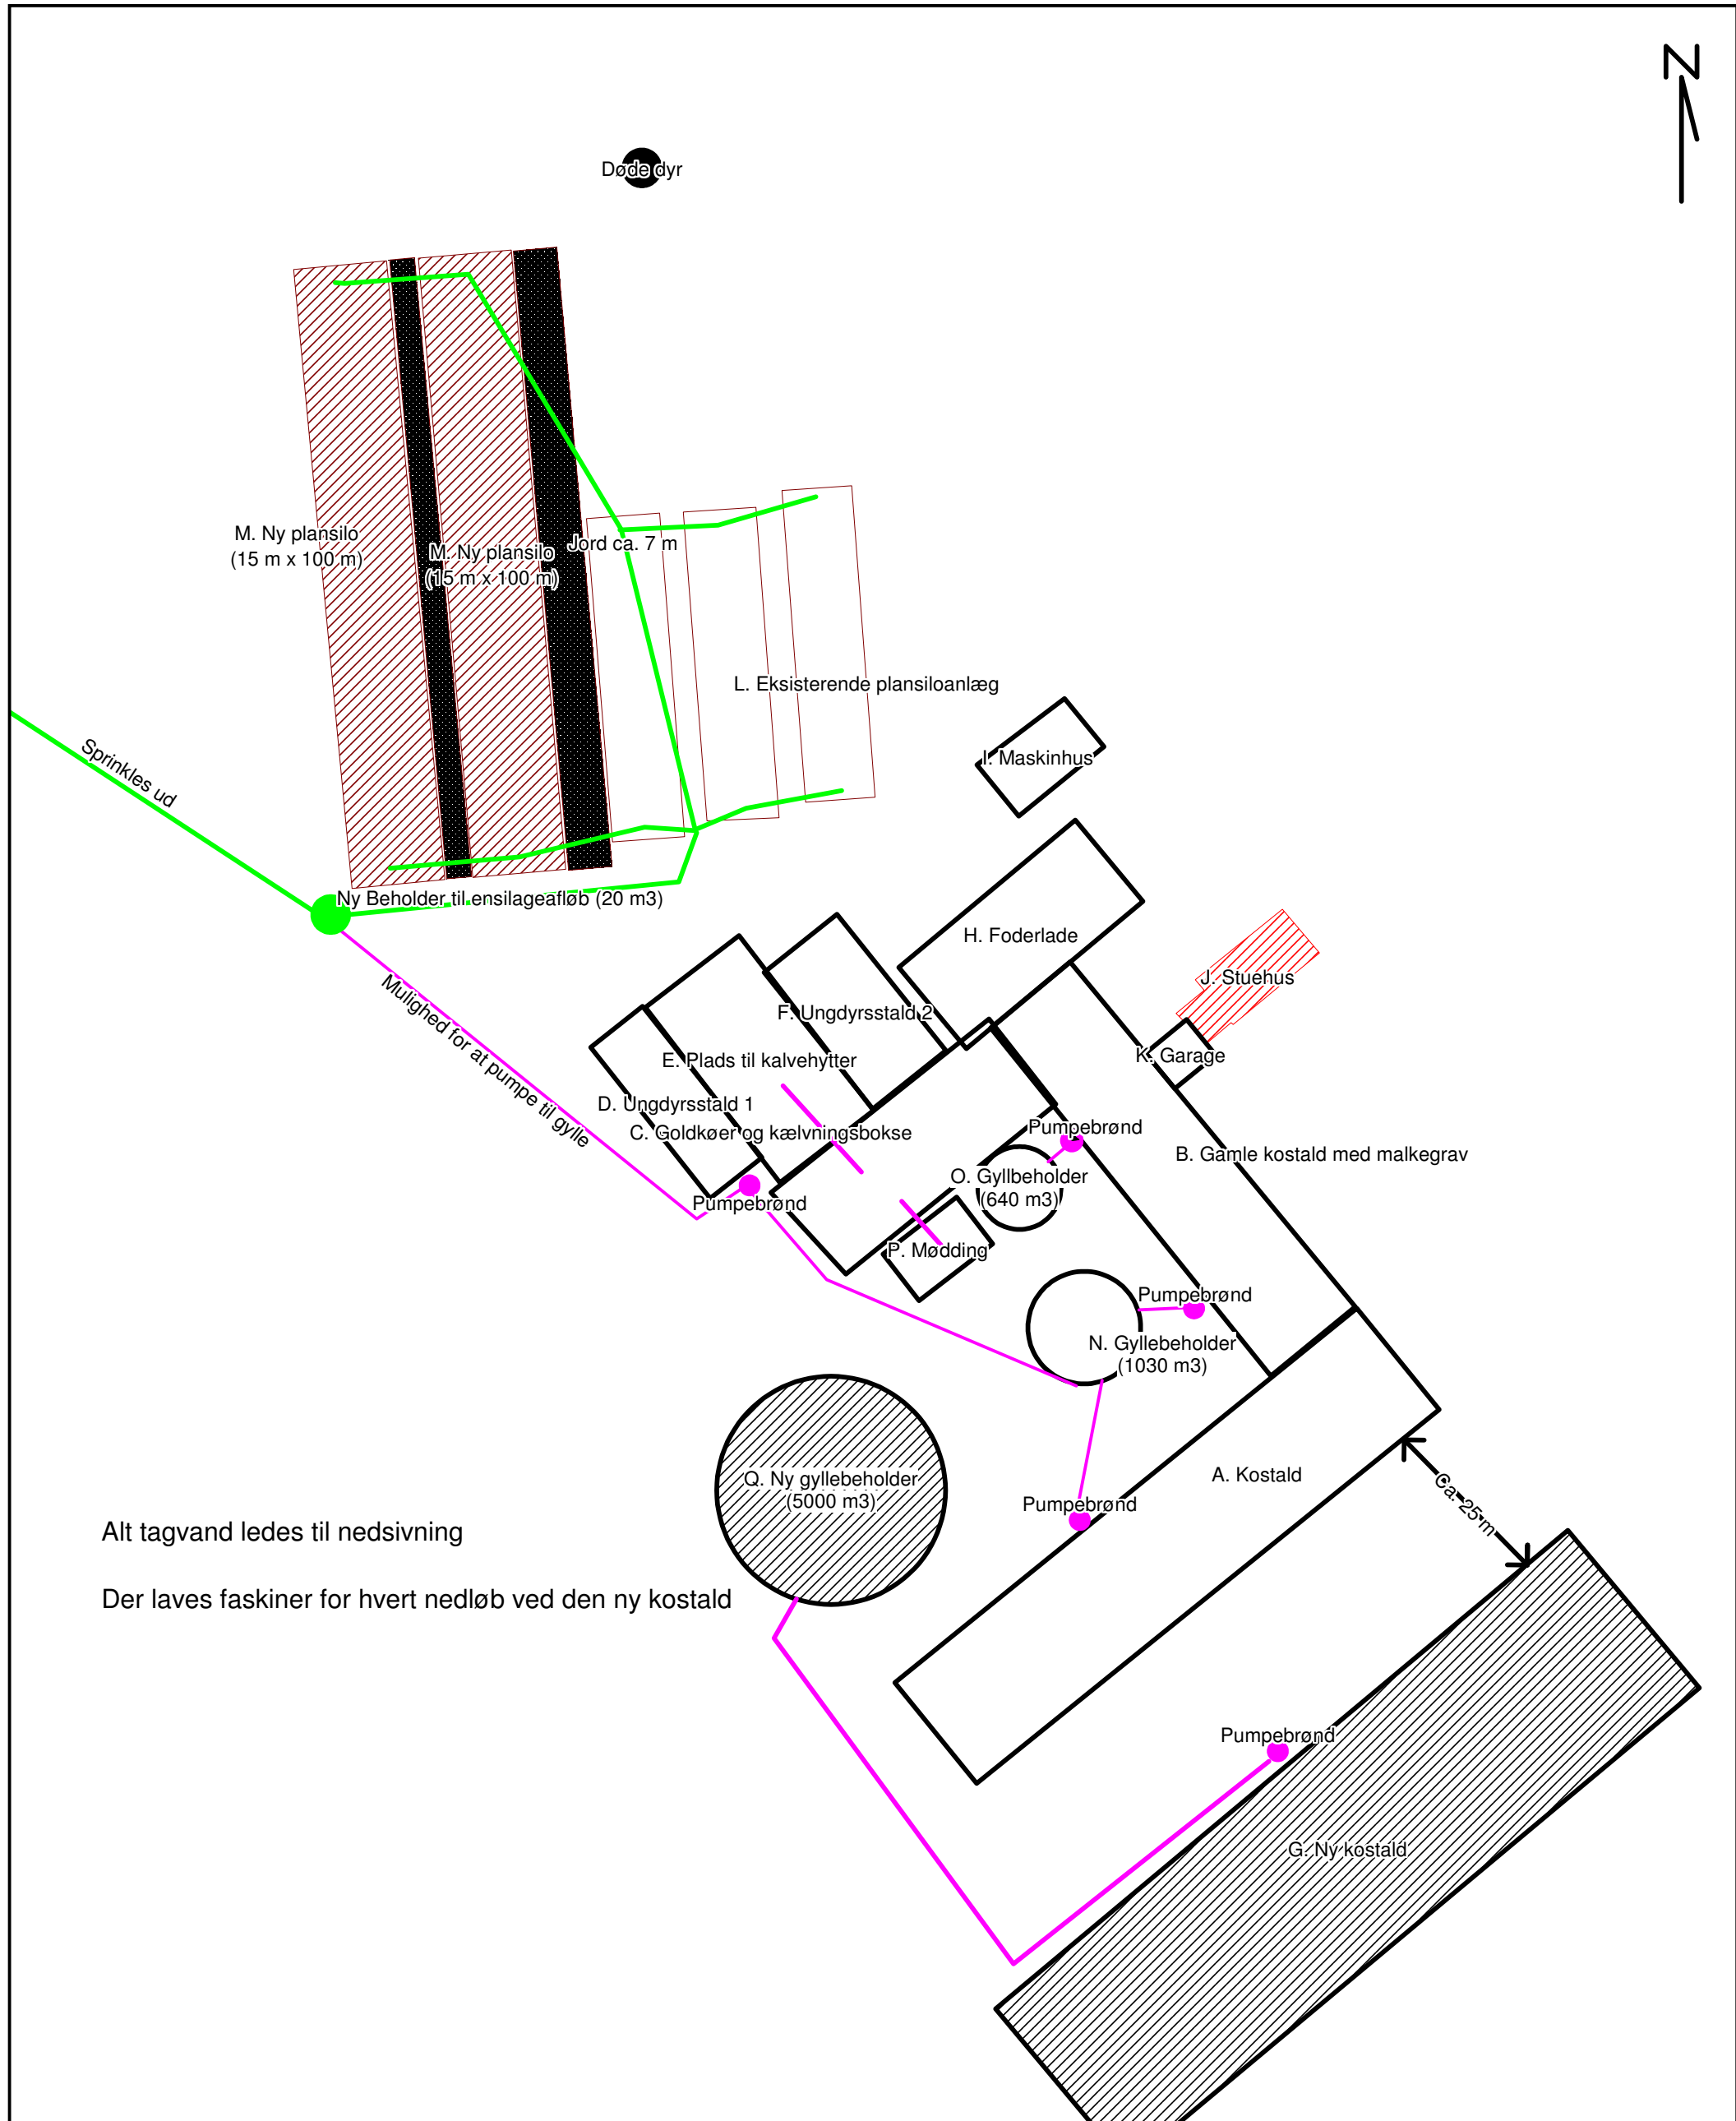 N
Døde dyr
M. Ny plansilo
(15 m x 100 m)
M. Ny plansilo
(15 m x 100 m)
Jord ca. 7 m
L. Eksisterende plansiloanlæg
Sprinkles ud
I. Maskinhus
Ny Beholder til ensilageafløb (20 m3)
H. Foderlade
J. Stuehus
Mulighed for at pumpe til gylle
F. Ungdyrsstald 2
K. Garage
E. Plads til kalvehytter
D. Ungdyrsstald 1
C. Goldkøer og kælvningsbokse
Pumpebrønd
B. Gamle kostald med malkegrav
O. Gyllbeholder
(640 m3)
Pumpebrønd
P. Mødding
Pumpebrønd
N. Gyllebeholder
(1030 m3)
Q. Ny gyllebeholder
(5000 m3)
A. Kostald
Pumpebrønd
Ca. 25 m
Alt tagvand ledes til nedsivning
Der laves faskiner for hvert nedløb ved den ny kostald
Pumpebrønd
G. Ny kostald